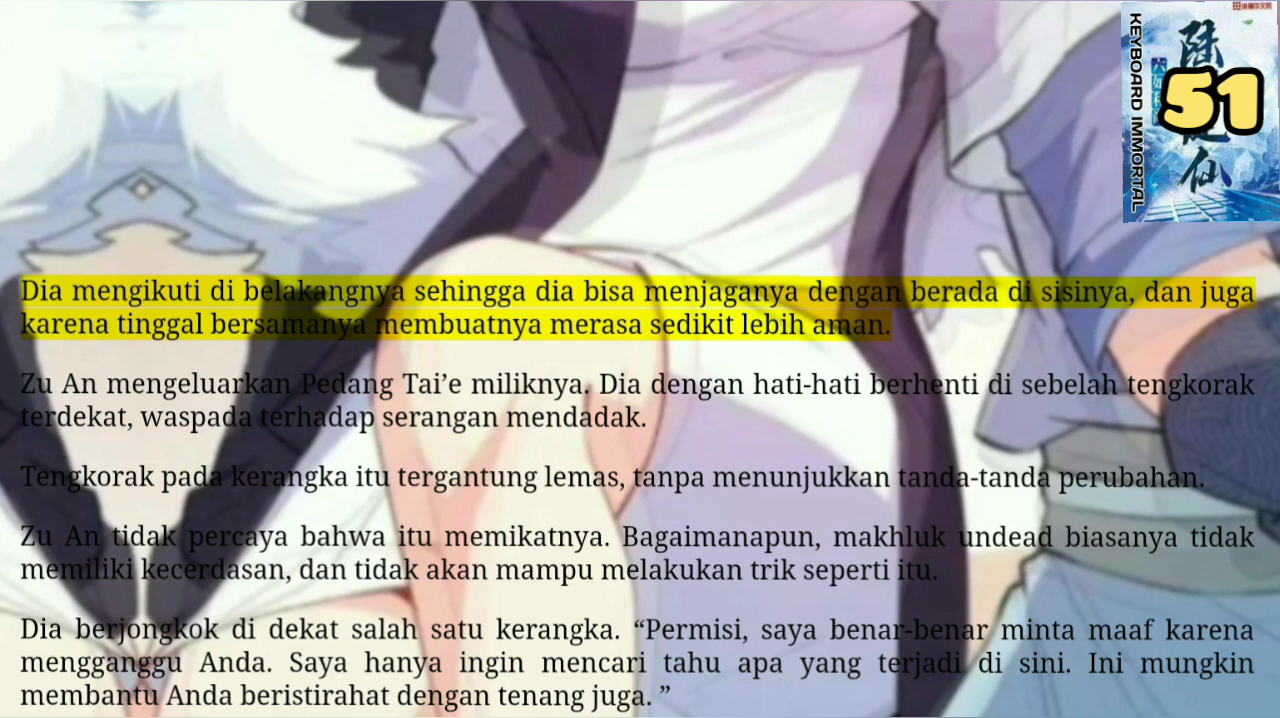 KEYBOARD IMMORTAL
51
仙
Dia mengikuti di belakangnya sehingga dia bisa menjaganya dengan berada di sisinya, dan juga
karena tinggal bersamanya membuatnya merasa sedikit lebih aman.
Zu An mengeluarkan Pedang Tai’e miliknya. Dia dengan hati-hati berhenti di sebelah tengkorak
terdekat, waspada terhadap serangan mendadak.
Tengkorak pada kerangka itu tergantung lemas, tanpa menunjukkan tanda-tanda perubahan.
Zu An tidak percaya bahwa itu memikatnya. Bagaimanapun, makhluk undead biasanya tidak
memiliki kecerdasan, dan tidak akan mampu melakukan trik seperti itu.
Dia berjongkok di dekat salah satu kerangka. “Permisi, saya benar-benar minta maaf karena
mengganggu Anda. Saya hanya ingin mencari tahu apa yang terjadi di sini. Ini mungkin
membantu Anda beristirahat dengan tenang juga. ”